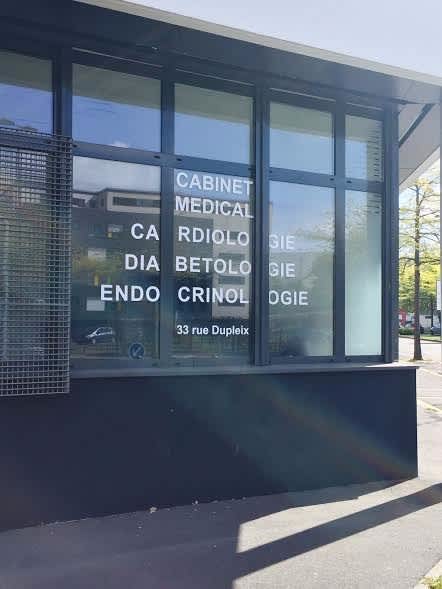 CABINET
MEDICAL
CARDIOLOGIE
DIABETOLOGIE
ENDOCRINOLOGIE
33 rue Dupleix